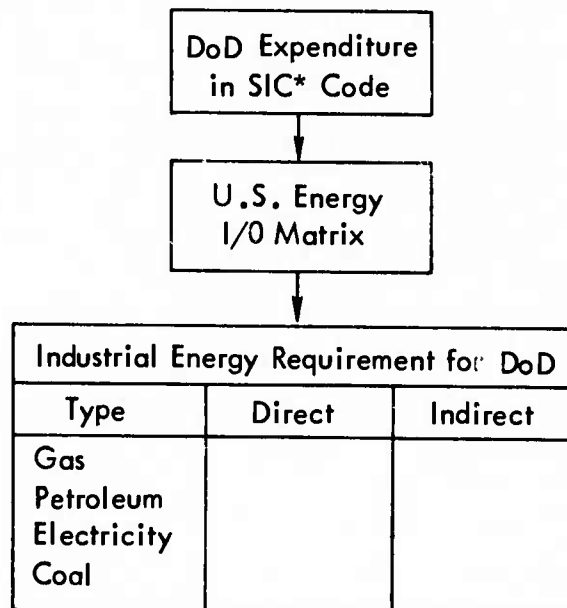 DoD Expenditure
in SIC* Code
U.S. Energy
I/O Matrix
Industrial Energy Requirement for DoD
Type Direct Indirect
Gas
Petroleum
Electricity
Coal